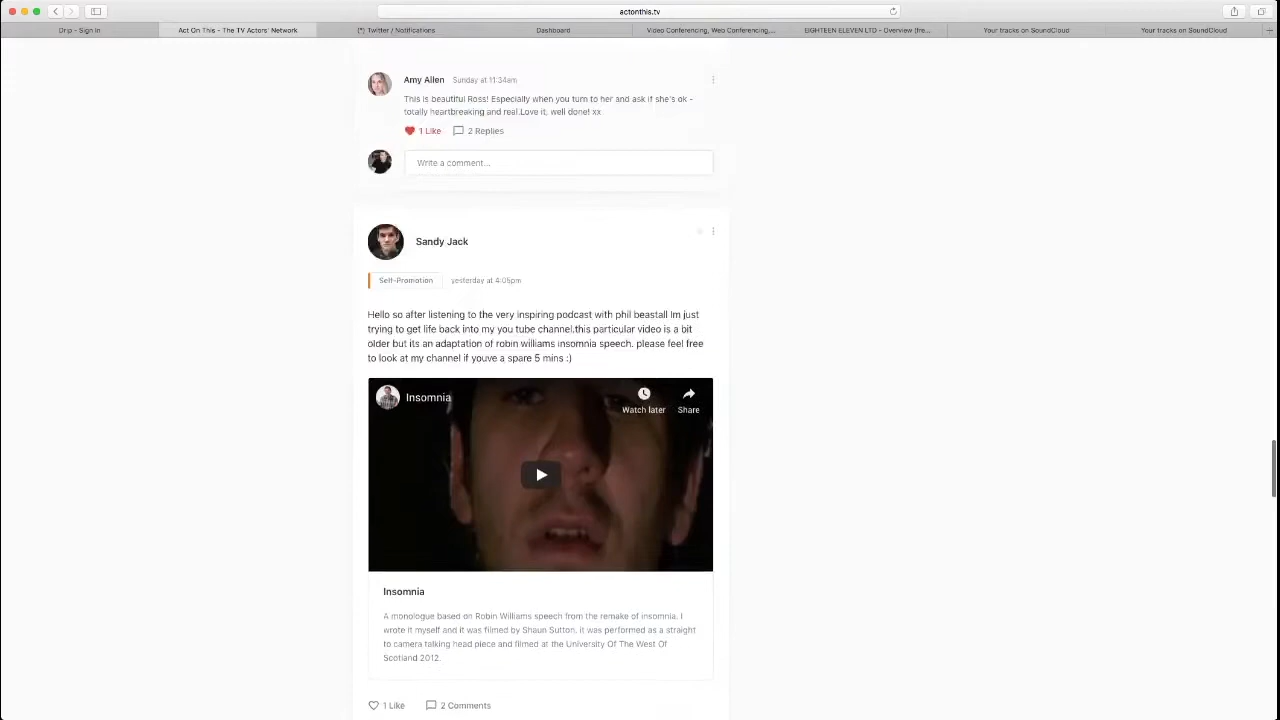 actonthis.tv
Drip - Sign In
Act On This - The TV Actors' Network
(*) Twitter / Notifications
Dashboard
Video Conferencing, Web Conferencing,...
EIGHTEEN ELEVEN LTD - Overview (fre...
Your tracks on SoundCloud
Your tracks on SoundCloud
Amy Allen Sunday at 11:34am
This is beautiful Ross! Especially when you turn to her and ask if she's ok -
totally heartbreaking and real.Love it, well done! xx
1 Like 2 Replies
Write a comment...
Sandy Jack
Self-Promotion yesterday at 4:05pm
Hello so after listening to the very inspiring podcast with phil beastall Im just
trying to get life back into my you tube channel.this particular video is a bit
older but its an adaptation of robin williams insomnia speech. please feel free
to look at my channel if youve a spare 5 mins :)
Insomnia
Watch later
Share
Insomnia
A monologue based on Robin Williams speech from the remake of insomnia. I
wrote it myself and it was filmed by Shaun Sutton. it was performed as a straight
to camera talking head piece and filmed at the University Of The West Of
Scotland 2012.
1 Like 2 Comments